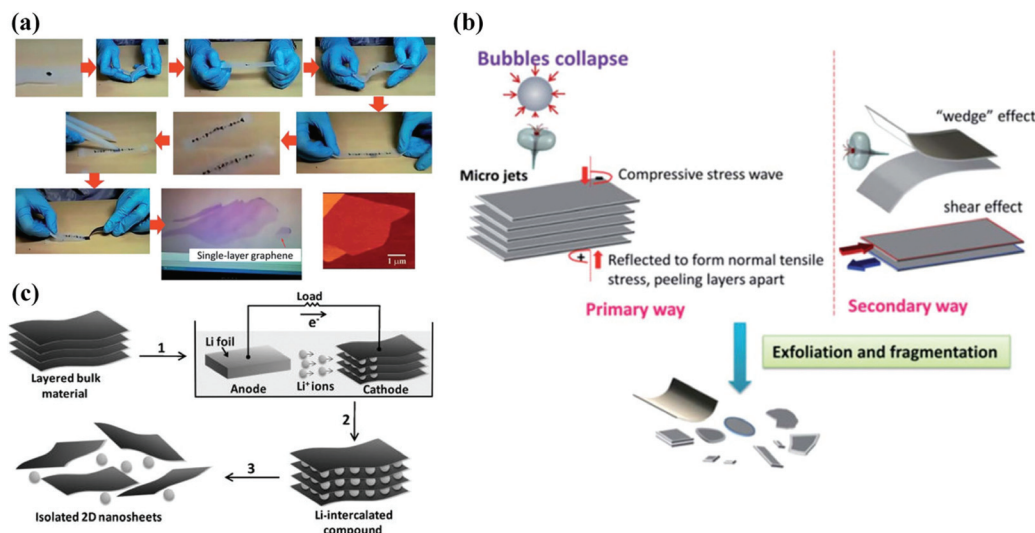 (a)
Single-layer graphene
1 μm
(b)
Bubbles collapse
Micro jets
Compressive stress wave
Reflected to form normal tensile
stress, peeling layers apart
Primary way
"wedge" effect
shear effect
Secondary way
Exfoliation and fragmentation
(c)
Layered bulk
material
1
Load
e-
Li foil
Anode
Li+ ions
Cathode
2
Li-intercalated
compound
3
Isolated 2D nanosheets